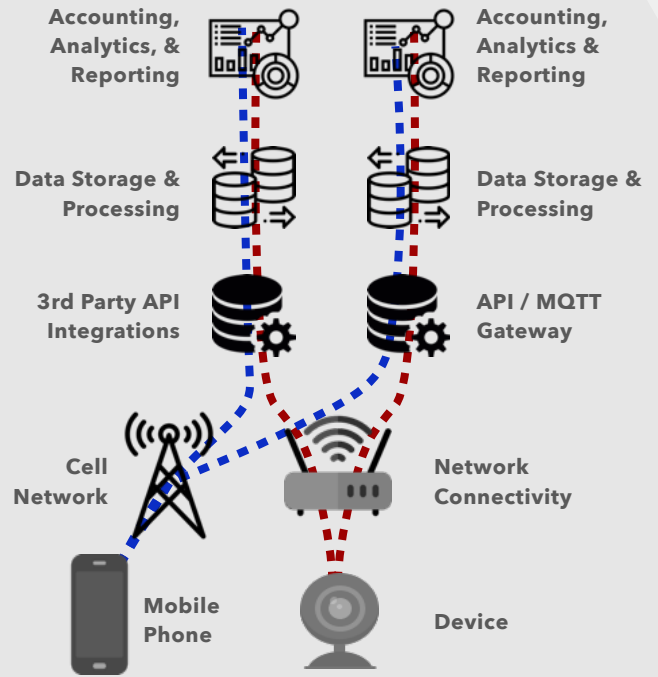 Accounting,
Analytics, &
Reporting
Accounting,
Analytics &
Reporting
Data Storage &
Processing
Data Storage &
Processing
3rd Party API
Integrations
API / MQTT
Gateway
Cell
Network
Network
Connectivity
Mobile
Phone
Device